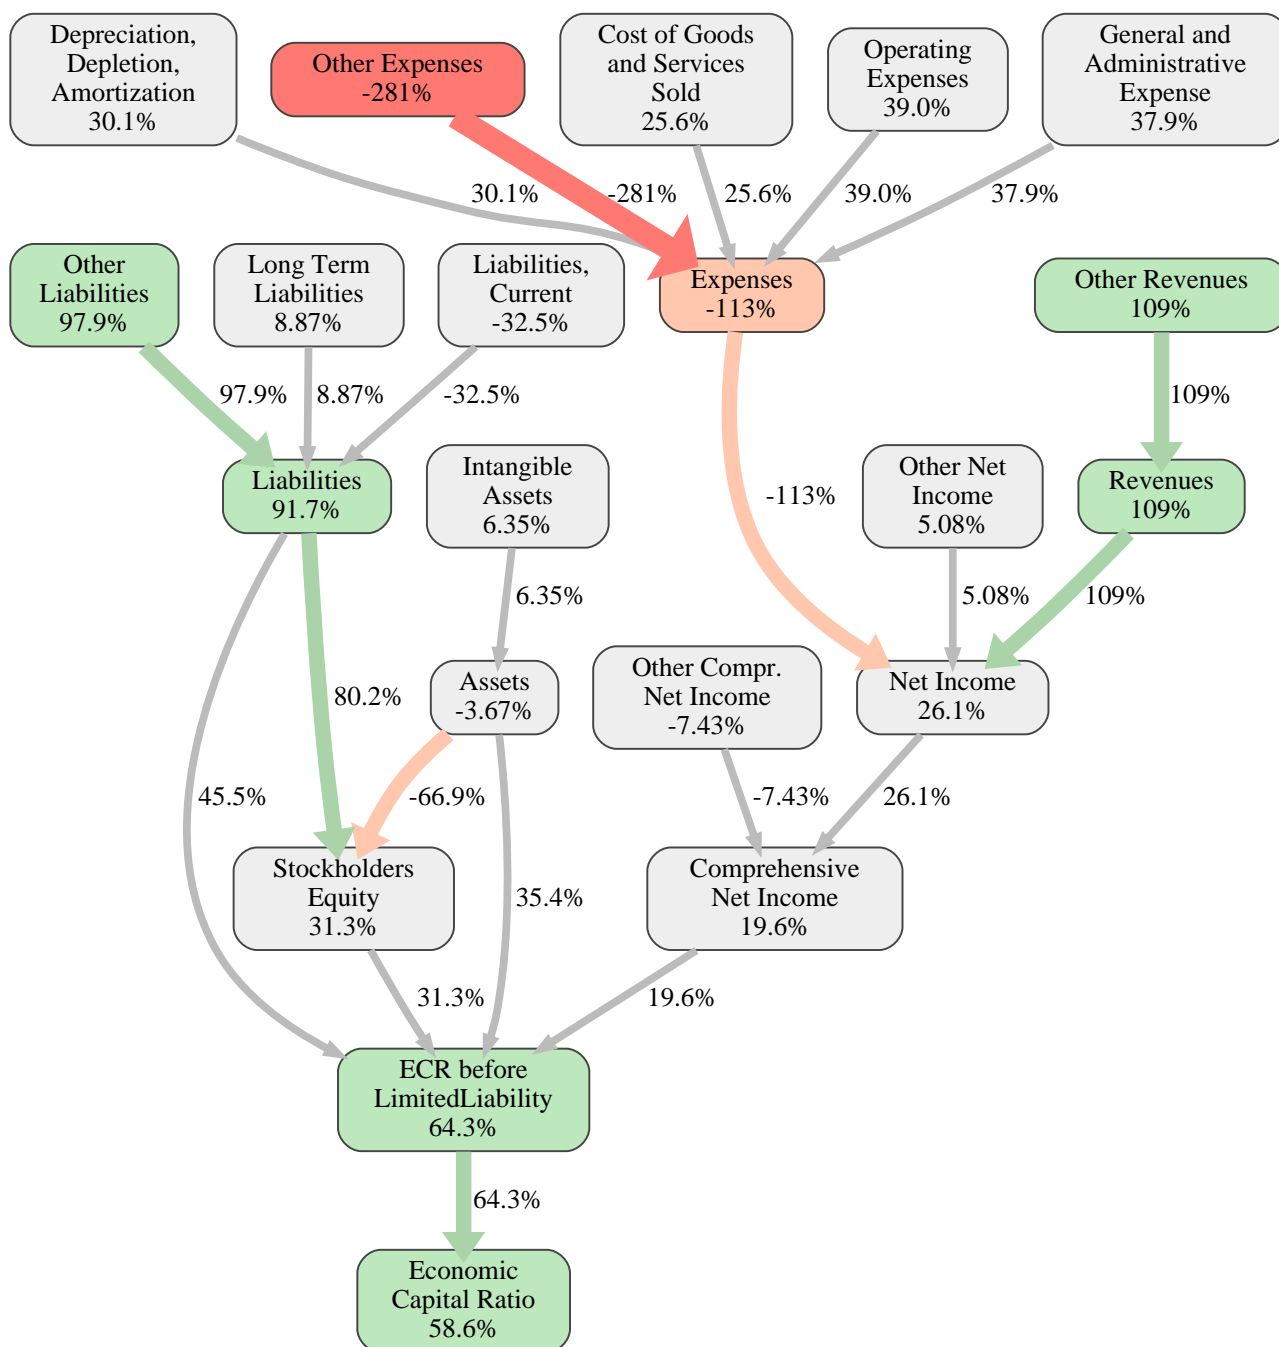 Depreciation,
Depletion,
Amortization
30.1%
Other Expenses
-281%
Cost of Goods
and Services
Sold
25.6%
Operating
Expenses
39.0%
General and
Administrative
Expense
37.9%
30.1%
-281%
25.6%
39.0%
37.9%
Other
Liabilities
97.9%
Long Term
Liabilities
8.87%
Liabilities,
Current
-32.5%
Expenses
-113%
Other Revenues
109%
97.9%
8.87%
-32.5%
-113%
109%
Liabilities
91.7%
Intangible
Assets
6.35%
Other Net
Income
5.08%
Revenues
109%
6.35%
5.08%
109%
80.2%
Assets
-3.67%
Other Compr.
Net Income
-7.43%
Net Income
26.1%
45.5%
-66.9%
-7.43%
26.1%
Stockholders
Equity
31.3%
35.4%
Comprehensive
Net Income
19.6%
31.3%
19.6%
ECR before
LimitedLiability
64.3%
64.3%
Economic
Capital Ratio
58.6%